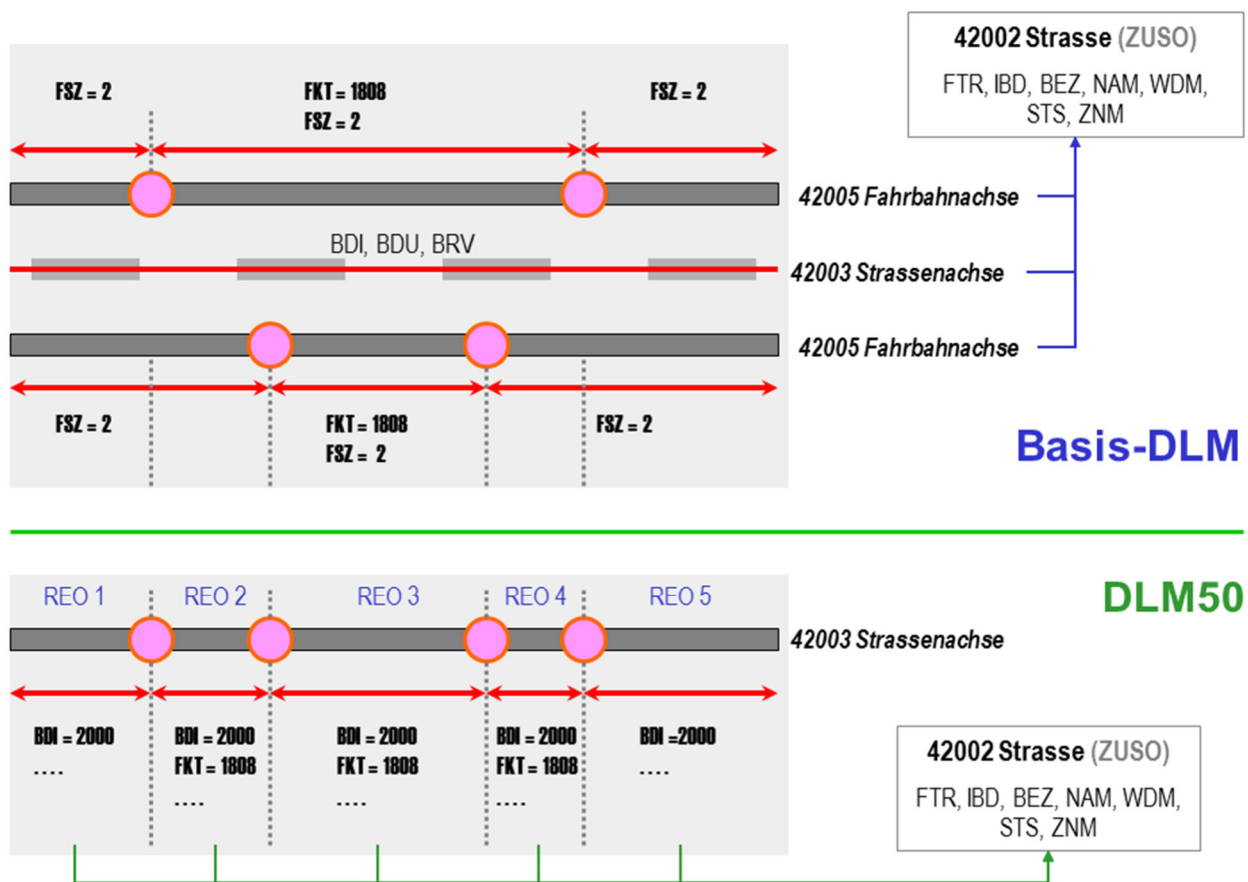 42002 Strasse (ZUSO)
FTR, IBD, BEZ, NAM, WDM,
STS, ZNM
FSZ = 2
FKT = 1808
FSZ = 2
FSZ = 2
42005 Fahrbahnachse
BDI, BDU, BRV
42003 Strassenachse
42005 Fahrbahnachse
FSZ = 2
FKT = 1808
FSZ = 2
FSZ = 2
Basis-DLM
DLM50
REO 1
REO 2
REO 3
REO 4
REO 5
42003 Strassenachse
BDI = 2000
....
BDI = 2000
FKT = 1808
....
BDI = 2000
FKT = 1808
....
BDI = 2000
FKT = 1808
....
BDI =2000
....
42002 Strasse (ZUSO)
FTR, IBD, BEZ, NAM, WDM,
STS, ZNM